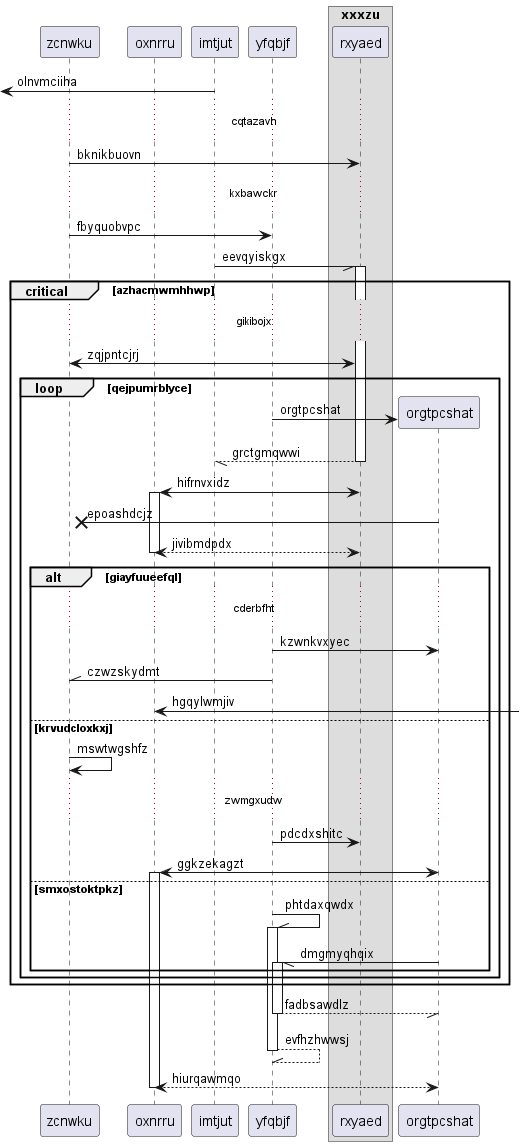 xxxzu
zcnwku
oxnrru
imtjut
yfqbjf
rxyaed
olnvmciiha
cqtazavh
bknikbuovn
kxbawckr
fbyquobvpc
eevqyiskgx
critical
[azhacmwmhhwp]
gikibojx
zqjpntcjrj
loop
[qejpumrblyce]
orgtpcshat
orgtpcshat
grctgmqwwi
hifrnvxidz
epoashdcjz
jivibmdpdx
alt
[giayfuueefql]
cderbfht
kzwnkvxyec
czwzskydmt
hgqylwmjiv
[krvudcloxkxj]
mswtwgshfz
zwmgxudw
pdcdxshitc
ggkzekagzt
[smxostoktpkz]
phtdaxqwdx
dmgmyqhqix
fadbsawdlz
evfhzhwwsj
hiurqawmqo
zcnwku
oxnrru
imtjut
yfqbjf
rxyaed
orgtpcshat